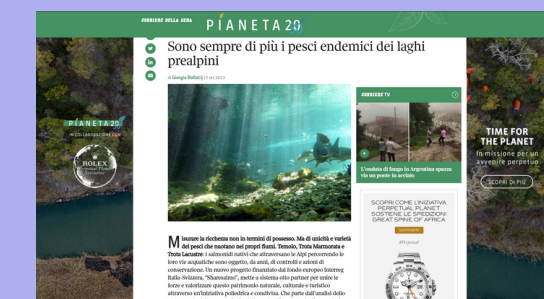 CORRIERE DELLA SERA
PIANETA 20
Sono sempre di più i pesci endemici dei laghi
prealpini
di Giorgia Bollati
CORRIERE TV
L'ondata di fango in Argentina spazza
via un ponte in acciaio
PIANETA 20
IN COLLABORAZIONE CON
ROLEX
TIME FOR
THE PLANET
In missione per un
avvenire perpetuo
SCOPRI DI PIÙ
SCOPRI COME L'INIZIATIVA
PERPETUAL PLANET
SOSTIENE LE SPEDIZIONI
GREAT SPINE OF AFRICA
#Perpetual
Misurare la ricchezza non in termini di possesso. Ma di unicità e varietà
dei pesci che nuotano nei propri fiumi. Temolo, Trota Marmorata e
Trota Lacustre: i salmonidi nativi che attraversano le Alpi percorrendo le
loro vie acquatiche sono oggetto, da anni, di controlli e azioni di
conservazione. Un nuovo progetto finanziato dal fondo europeo Interreg
Italia-Svizzera, "Sharesalmo", mette a sistema otto partner per unire le
forze e valorizzare questo patrimonio naturale, culturale e turistico
attraverso un'iniziativa poliedrica e condivisa. Che parte dall'analisi dello